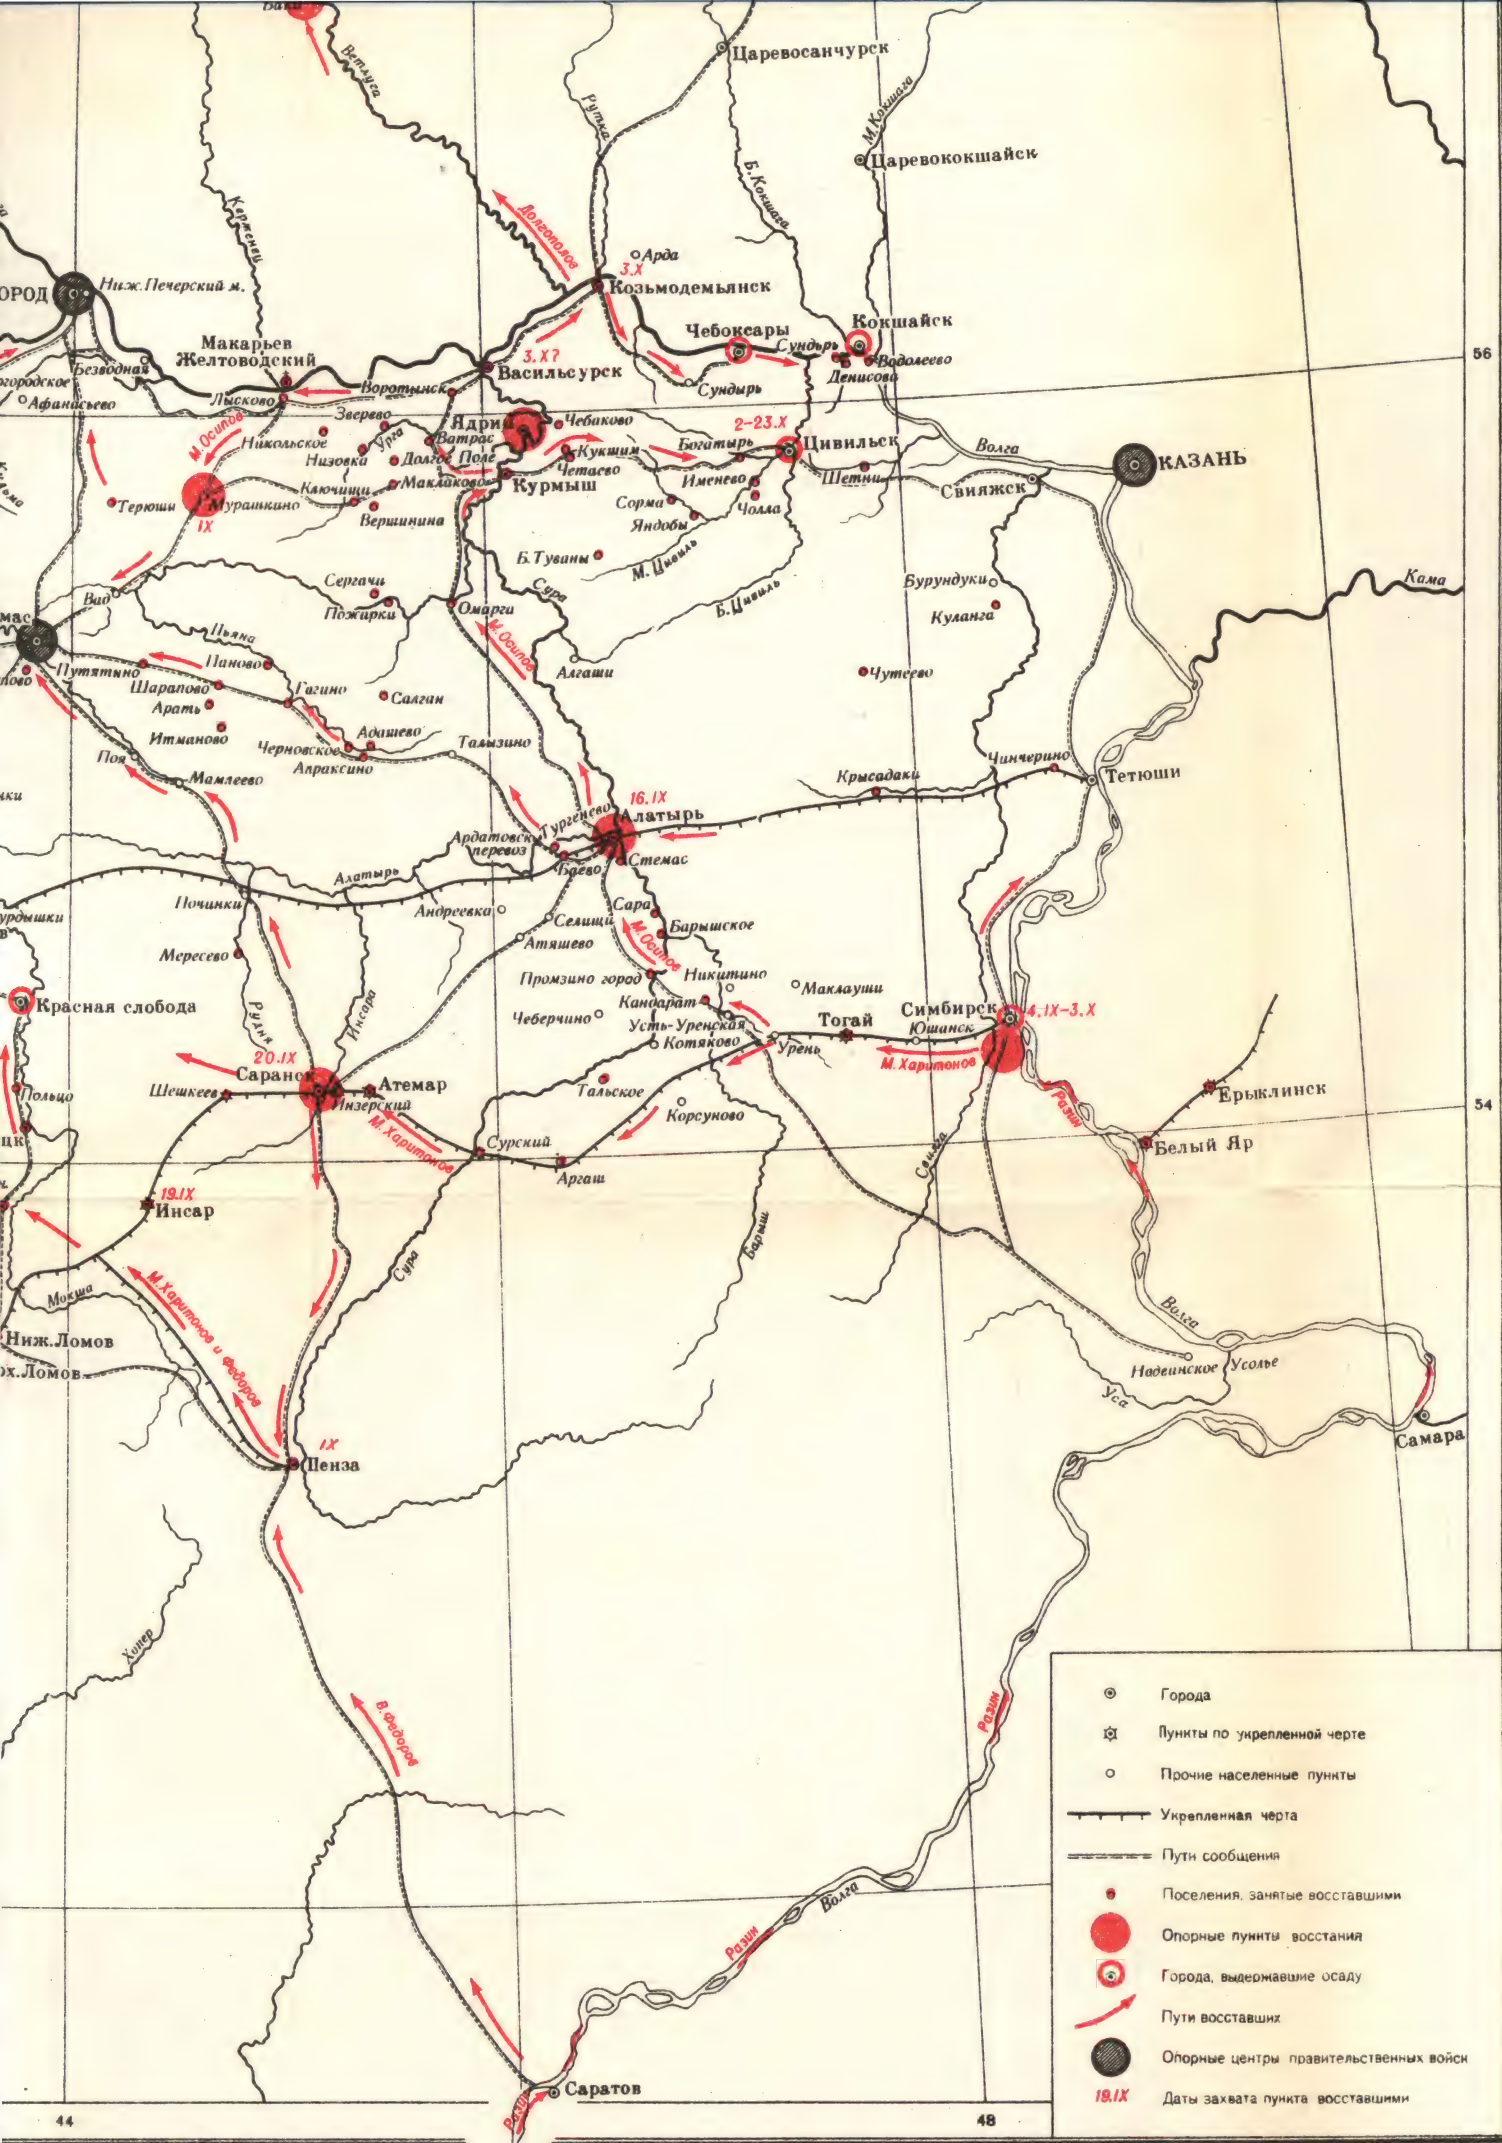 Ветлуга
Царевосанчурск
Рутка
М.Кокшага
Царевококшайск
Б.Кокшага
Керженец
Долгополов
Арда
3.X
Козьмодемьянск
ОРОД
Ниж.Печерский м.
Чебоксары
Кокшайск
Сундырь
Водолеево
Денисова
Макарьев
Желтоводский
3.X?
Васильсурск
Сундырь
56
Безводная
Воротынск
Лысково
Афанасьево
Зверево
Ядрин
Чебаково
М.Осипов
Никольское
Урга
Ватрас
2-23.X
Цивильск
Богатырь
Кукшим
Низовка
Долгое Поле
Четаево
Волга
КАЗАНЬ
Ключищи
Маклаково
Курмыш
Именево
Шетни
Свияжск
Терюши
Мурашкино
IX
Вершинина
Сорма
Чолла
Яндобы
Б.Туваны
М.Цивиль
Сергачи
Сура
Б.Цивиль
Бурундуки
Кама
Вад
Пожирки
Омарги
Куланга
мас
Пьяна
М.Осипов
Путятино
Паново
Алгаши
Чутеево
Шарапово
Гагино
Салган
Арать
Итманово
Адашево
Черновское
Апраксино
Талызино
Поя
Мамлеево
Чинчерино
Тетюши
Крысадаки
16.IX
Алатырь
Тургенево
Ардатовск.
перевоз
Баево
Стемас
Алатырь
Починки
Андреевка
Сара
Селищи
Барышское
Атяшево
М.Осипов
Мересево
Промзино город
Никитино
Маклауши
Красная слобода
Рудня
Инсара
Кандарат
Чеберчино
Усть-Уренская
Котяково
Тогай
Симбирск
4.IX-3.X
Юшанск
Урень
М.Харитонов
20.IX
Саранск
Шешкеев
Атемар
Инзерский
Тальское
Корсуново
Ерыклинск
Разин
54
Польцо
М.Харитонов
Сурский
Аргаш
Белый Яр
Свияга
19.IX
Инсар
Сура
Барыш
Мокша
М.Харитонов и Федоров
Волга
Ниж.Ломов
рх.Ломов
Надеинское
Усолье
Уса
Самара
IX
Пенза
Хопер
В.Федоров
Разин
Волга
Разин
Саратов
Разин
44
48
Города
Пункты по укрепленной черте
Прочие населенные пункты
Укрепленная черта
Пути сообщения
Поселения, занятые восставшими
Опорные пункты восстания
Города, выдержавшие осаду
Пути восставших
Опорные центры правительственных войск
19.IX
Даты захвата пункта восставшими